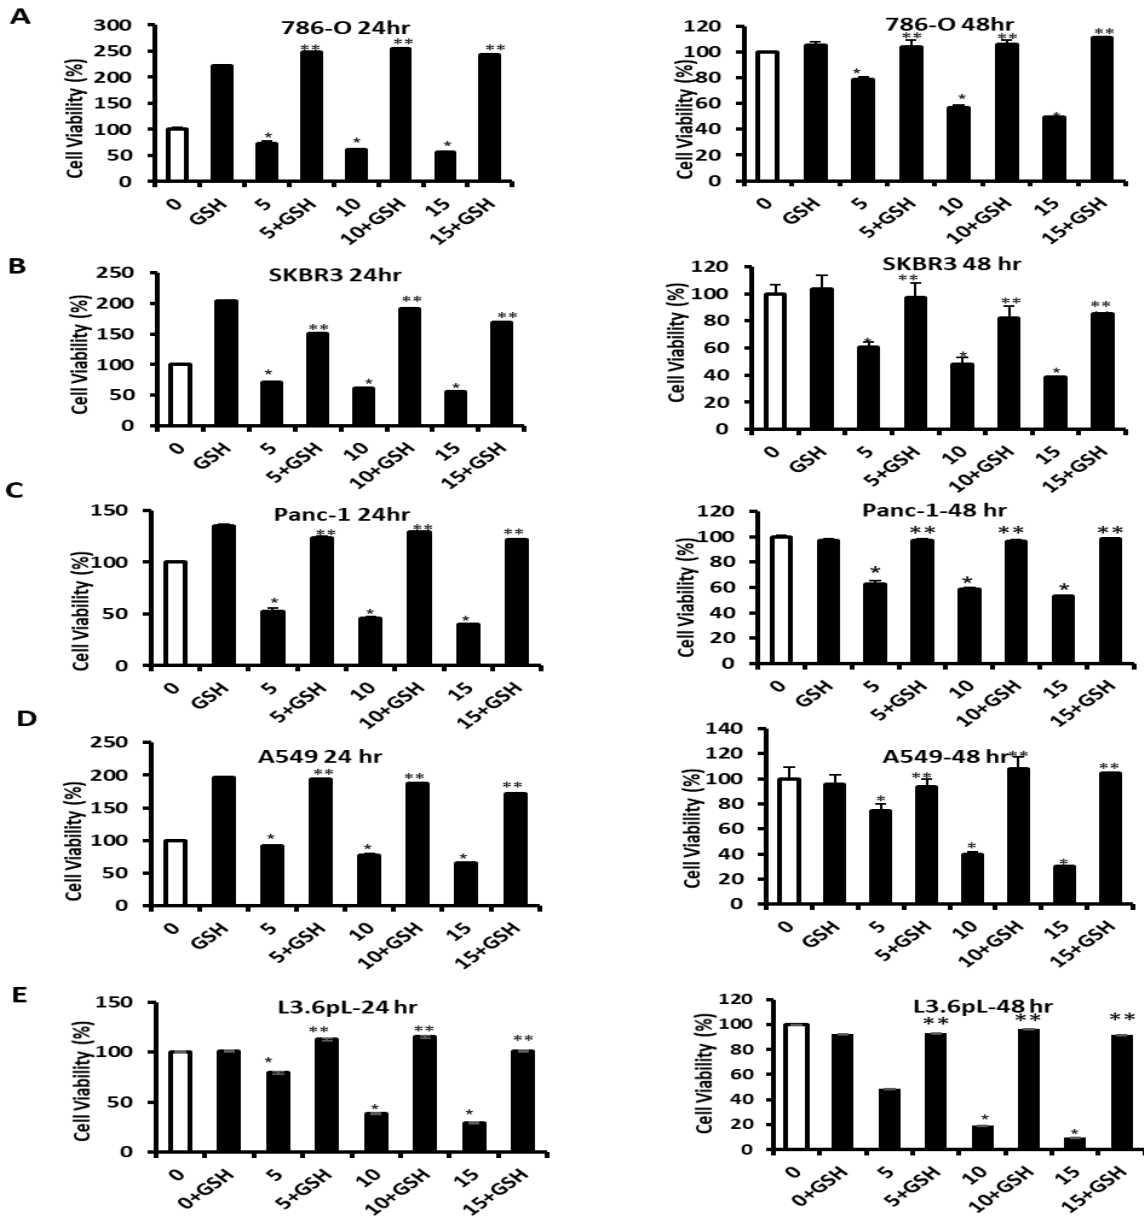 A
786-O 24hr
Cell Viability (%)
300
250
200
150
100
50
0
0 GSH 5 5+GSH 10 10+GSH 15 15+GSH
* ** * ** * **
786-O 48hr
Cell Viability (%)
120
100
80
60
40
20
0
0 GSH 5 5+GSH 10 10+GSH 15 15+GSH
* ** * ** * **
B
SKBR3 24hr
Cell Viability (%)
250
200
150
100
50
0
0 GSH 5 5+GSH 10 10+GSH 15 15+GSH
* ** * ** * **
SKBR3 48 hr
Cell Viability (%)
120
100
80
60
40
20
0
0 GSH 5 5+GSH 10 10+GSH 15 15+GSH
* ** * ** * **
C
Panc-1 24hr
Cell Viability (%)
150
100
50
0
0 GSH 5 5+GSH 10 10+GSH 15 15+GSH
* ** * ** * **
Panc-1-48 hr
Cell Viability (%)
120
100
80
60
40
20
0
0 GSH 5 5+GSH 10 10+GSH 15 15+GSH
* ** * ** * **
D
A549 24 hr
Cell Viability (%)
250
200
150
100
50
0
0 GSH 5 5+GSH 10 10+GSH 15 15+GSH
* ** * ** * **
A549-48 hr
Cell Viability (%)
140
120
100
80
60
40
20
0
0 GSH 5 5+GSH 10 10+GSH 15 15+GSH
* ** * ** * **
E
L3.6pL-24 hr
Cell Viability (%)
150
100
50
0
0 0+GSH 5 5+GSH 10 10+GSH 15 15+GSH
* ** * ** * **
L3.6pL-48 hr
Cell Viability (%)
120
100
80
60
40
20
0
0 0+GSH 5 5+GSH 10 10+GSH 15 15+GSH
** * ** * **